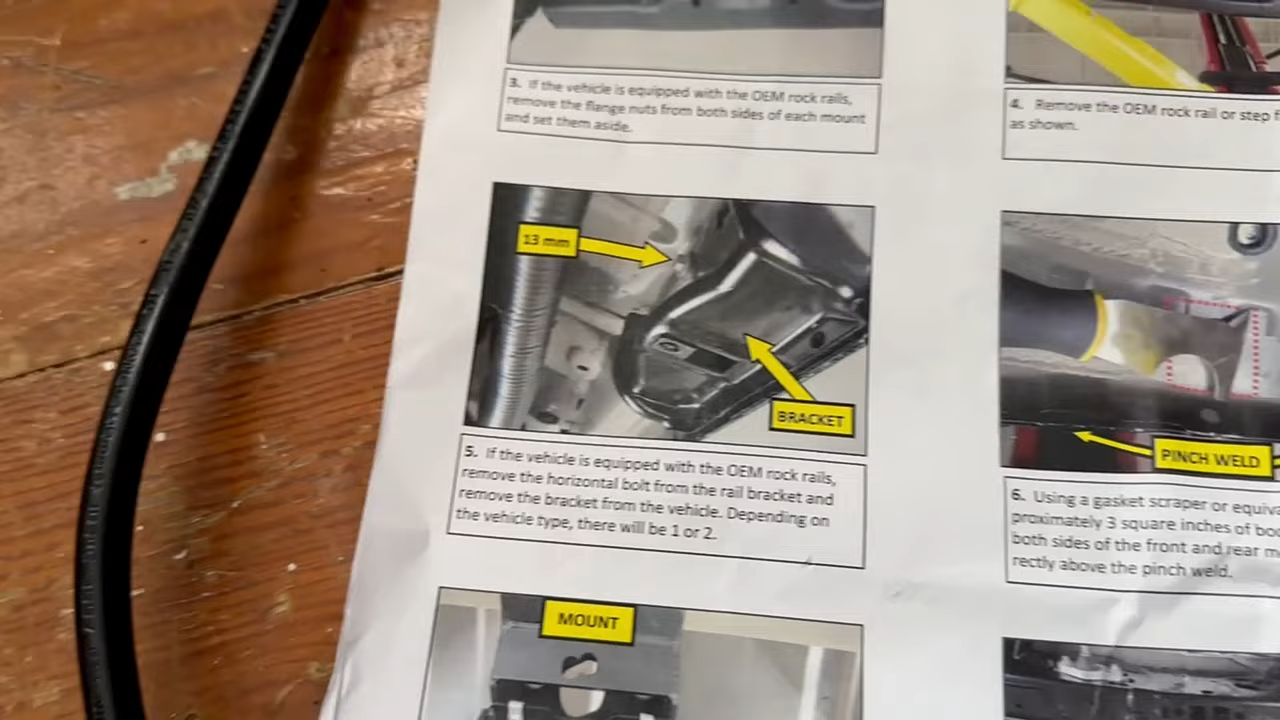 3. If the vehicle is equipped with the OEM rock rails,
remove the flange nuts from both sides of each mount
and set them aside.
4. Remove the OEM rock rail or step
as shown.
13 mm
BRACKET
5. If the vehicle is equipped with the OEM rock rails,
remove the horizontal bolt from the rail bracket and
remove the bracket from the vehicle. Depending on
the vehicle type, there will be 1 or 2.
PINCH WELD
6. Using a gasket scraper or equiva
proximately 3 square inches of bo
both sides of the front and rear m
rectly above the pinch weld.
MOUNT